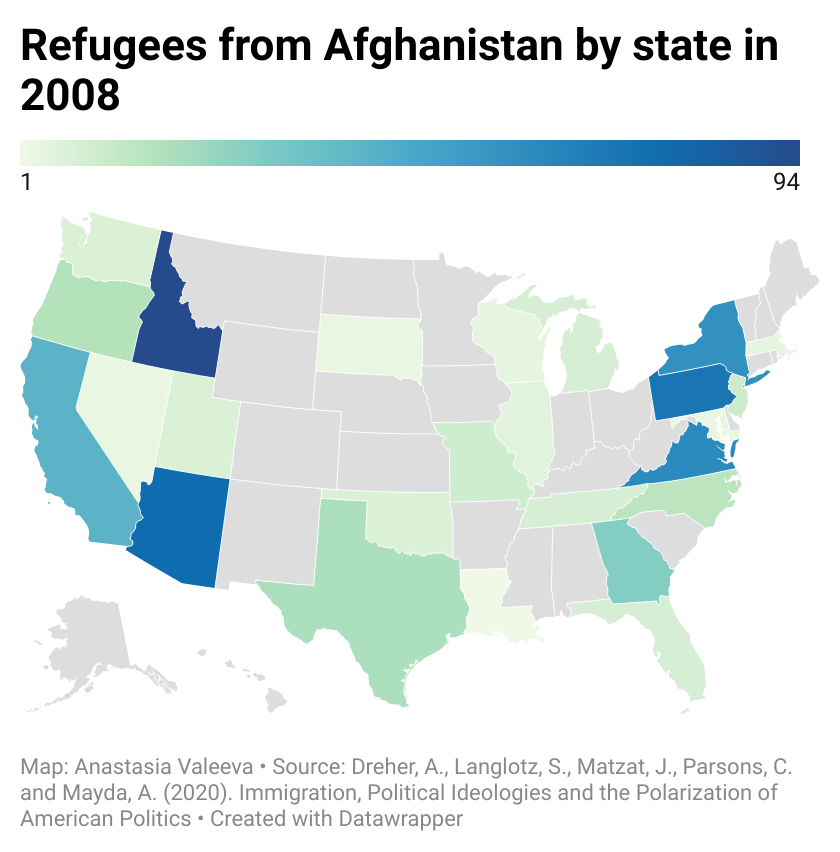 Refugees from Afghanistan by state in
2008
1
94
Map: Anastasia Valeeva • Source: Dreher, A., Langlotz, S., Matzat, J., Parsons, C.
and Mayda, A. (2020). Immigration, Political Ideologies and the Polarization of
American Politics • Created with Datawrapper